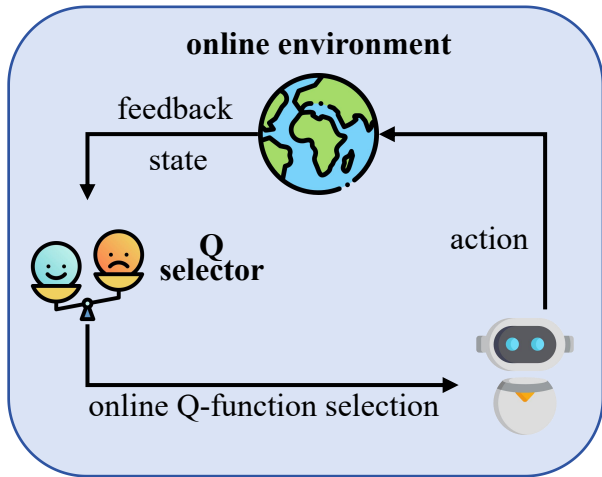 online environment
feedback
state
Q
selector
action
online Q-function selection